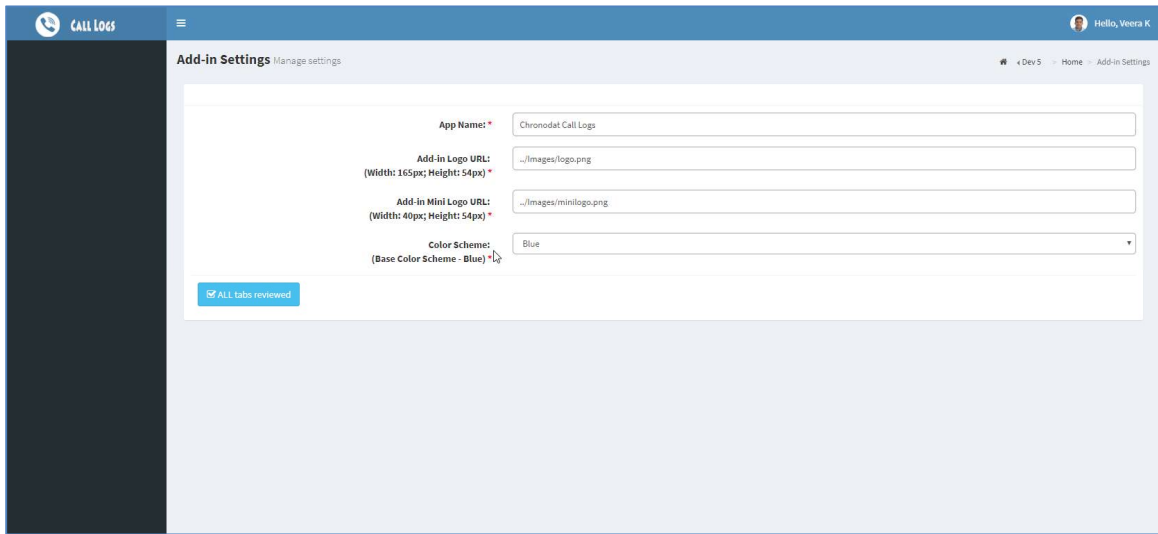 CALL LOGS
Hello, Veera K
Add-in Settings Manage settings
Dev 5 Home Add-in Settings
App Name: * Chronodat Call Logs
Add-in Logo URL: ../Images/logo.png
(Width: 165px; Height: 54px) *
Add-in Mini Logo URL: ../Images/minilogo.png
(Width: 40px; Height: 54px) *
Color Scheme: Blue
(Base Color Scheme - Blue) *
ALL tabs reviewed